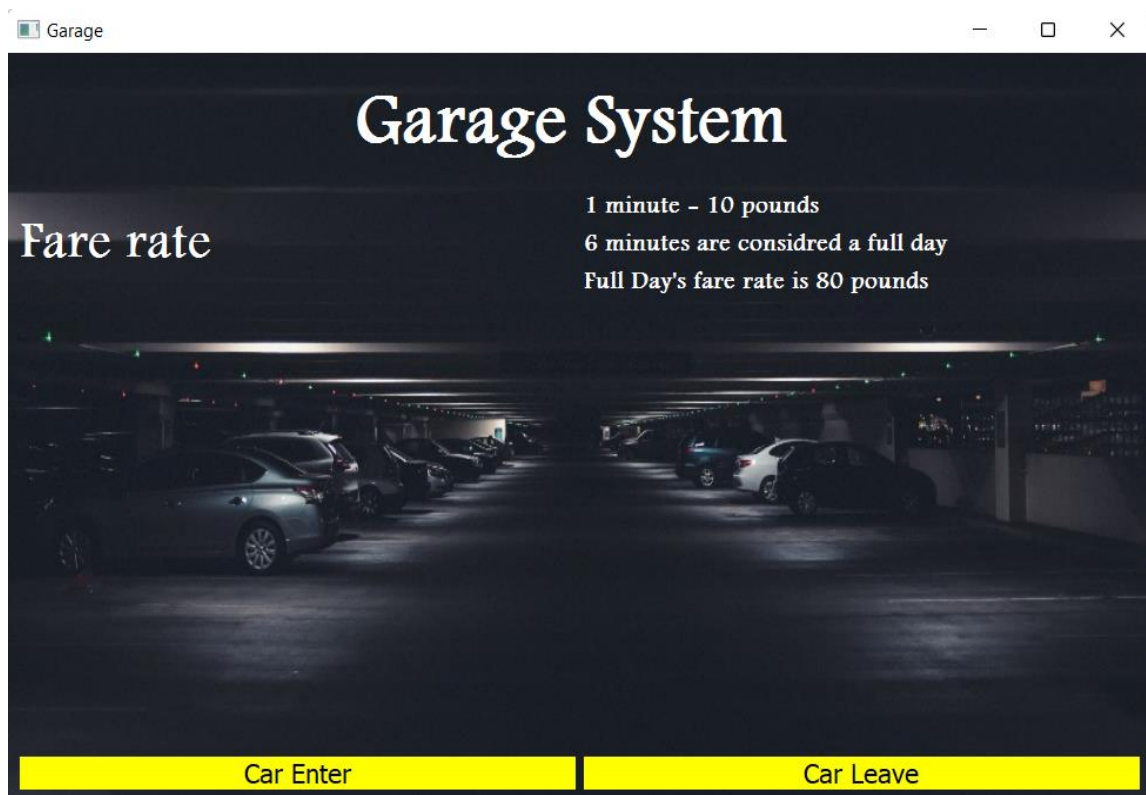 Garage
Garage System
Fare rate
1 minute - 10 pounds
6 minutes are considred a full day
Full Day's fare rate is 80 pounds
Car Enter
Car Leave